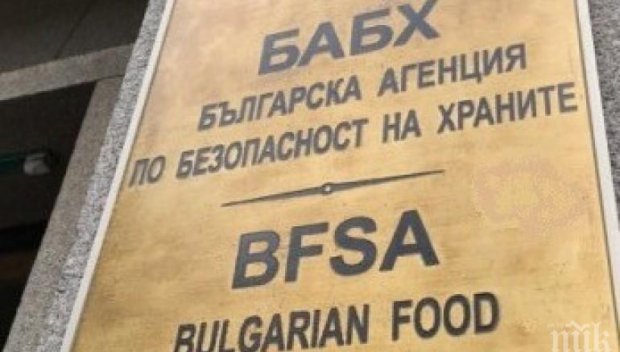 БАБХ
БЪЛГАРСКА АГЕНЦИЯ
ПО БЕЗОПАСНОСТ НА ХРАНИТЕ
BFSA
BULGARIAN FOOD